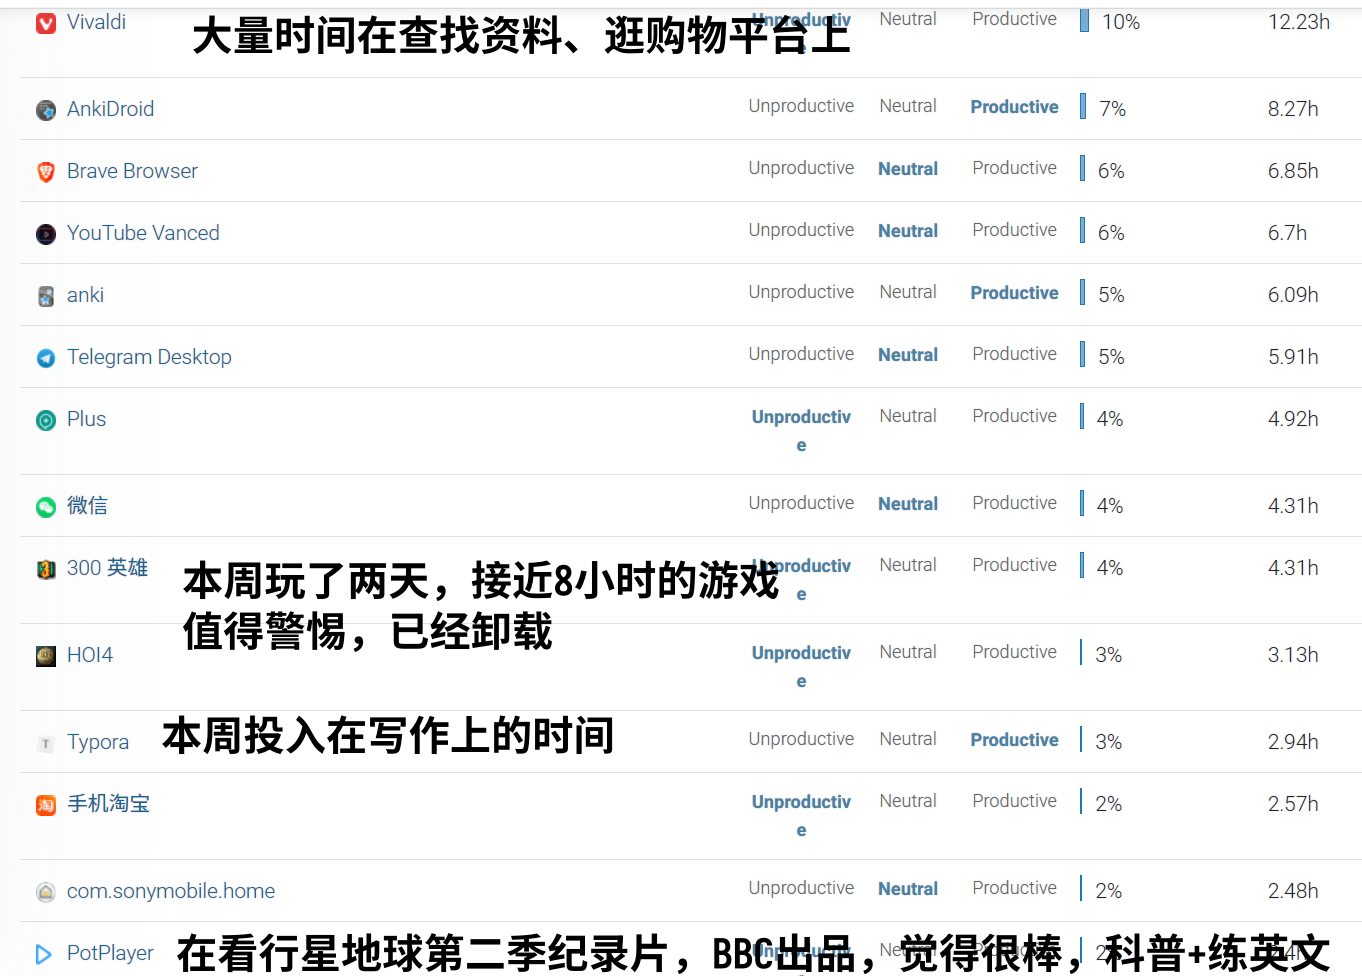 Vivaldi Unproductive Neutral Productive 10% 12.23h
大量时间在查找资料、逛购物平台上
AnkiDroid Unproductive Neutral Productive 7% 8.27h
Brave Browser Unproductive Neutral Productive 6% 6.85h
YouTube Vanced Unproductive Neutral Productive 6% 6.7h
anki Unproductive Neutral Productive 5% 6.09h
Telegram Desktop Unproductive Neutral Productive 5% 5.91h
Plus Unproductiv Neutral Productive 4% 4.92h
e
微信 Unproductive Neutral Productive 4% 4.31h
300 英雄 Unproductiv Neutral Productive 4% 4.31h
e
本周玩了两天，接近8小时的游戏
值得警惕，已经卸载
HOI4 Unproductiv Neutral Productive 3% 3.13h
e
Typora Unproductive Neutral Productive 3% 2.94h
本周投入在写作上的时间
手机淘宝 Unproductiv Neutral Productive 2% 2.57h
e
com.sonymobile.home Unproductive Neutral Productive 2% 2.48h
PotPlayer
在看行星地球第二季纪录片，BBC出品，觉得很棒，科普+练英文